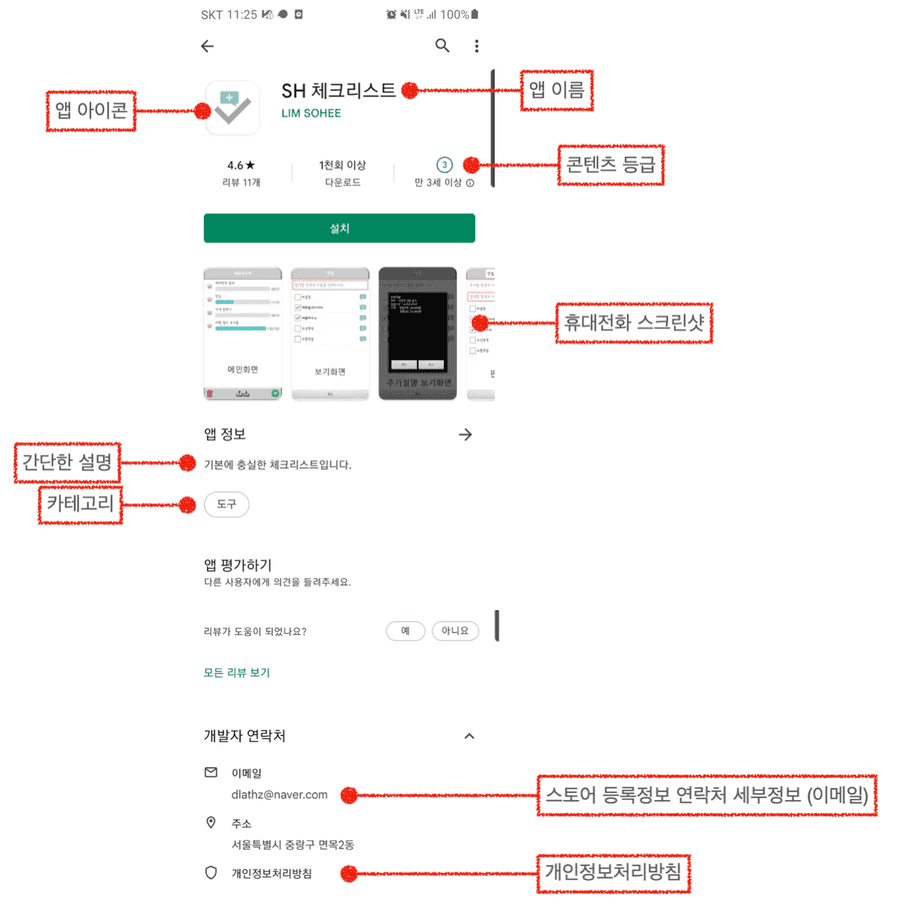 SKT 11:25
LTE 100%
SH 체크리스트
앱 이름
앱 아이콘
LIM SOHEE
4.6★
1천회 이상
3
콘텐츠 등급
리뷰 11개
다운로드
만 3세 이상
설치
휴대전화 스크린샷
메인화면
보기화면
추가설명 보기화면
앱 정보
간단한 설명
기본에 충실한 체크리스트입니다.
카테고리
도구
앱 평가하기
다른 사용자에게 의견을 들려주세요.
리뷰가 도움이 되었나요?
예
아니요
모든 리뷰 보기
개발자 연락처
이메일
dlathz@naver.com
스토어 등록정보 연락처 세부정보 (이메일)
주소
서울특별시 중랑구 면목2동
개인정보처리방침
개인정보처리방침